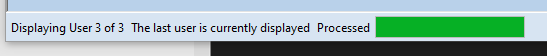 Displaying User 3 of 3 The last user is currently displayed Processed